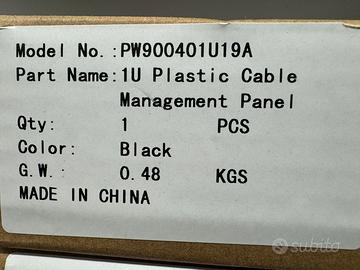 Model No.:PW900401U19A
Part Name:1U Plastic Cable
Management Panel
Qty: 1 PCS
Color: Black
G.W.: 0.48 KGS
MADE IN CHINA
subito